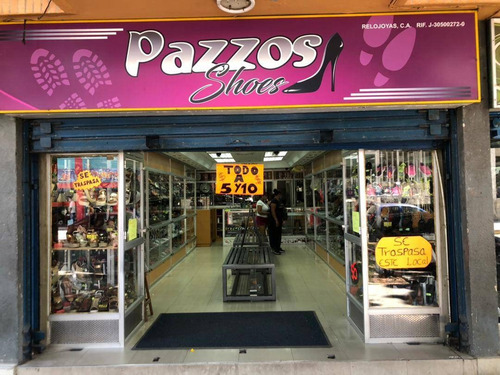 Pazzos
Shoes
RELOJOYAS, C.A. RIF. J-30500272-0
SE
TRASPASA
TODO
A
5 y 10
SE
TRASPASA
ESTE Local